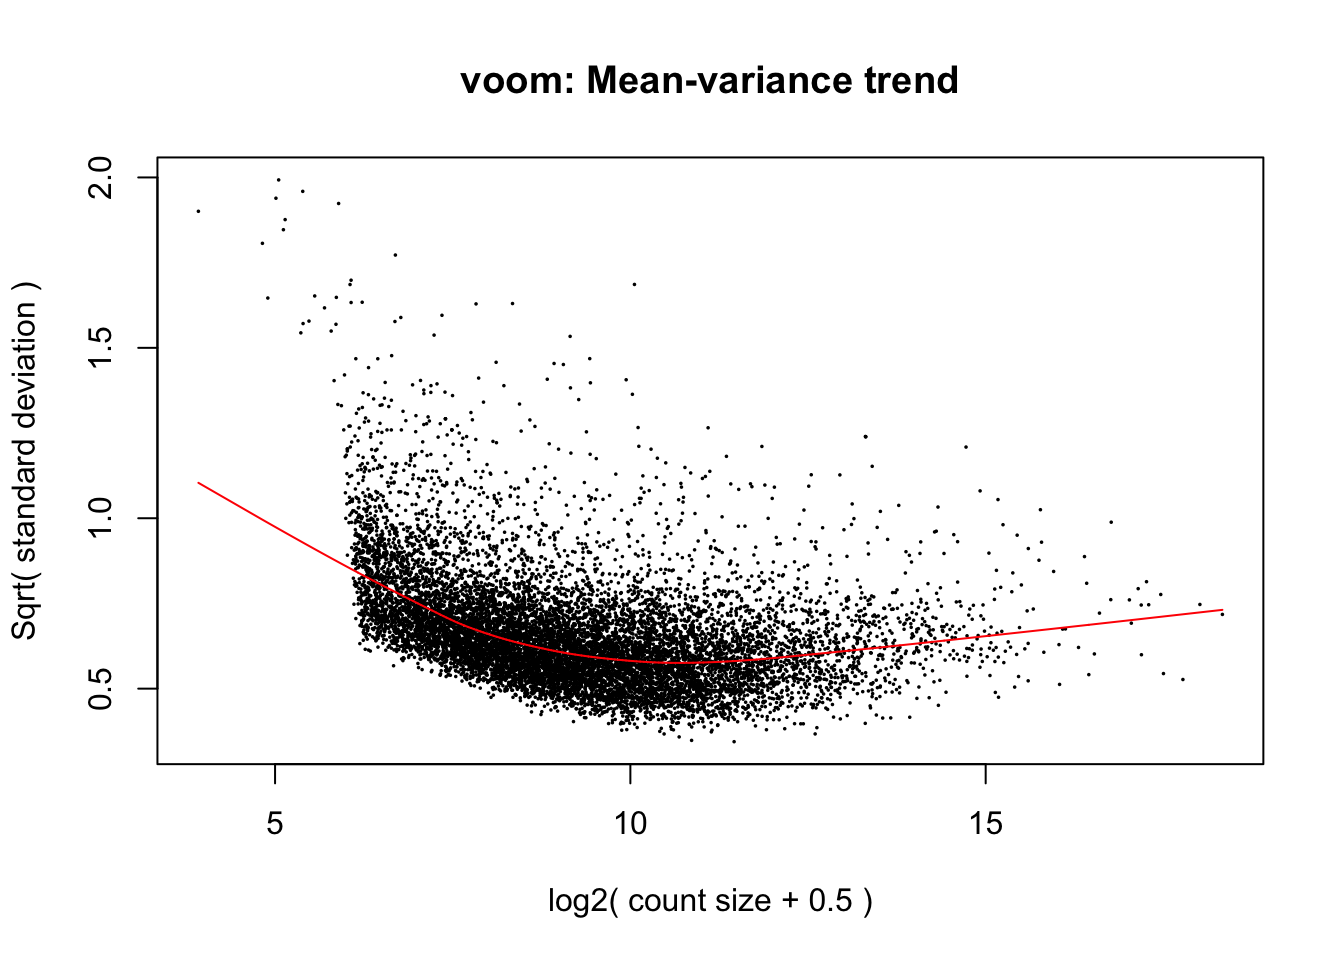 voom: Mean-variance trend
Sqrt( standard deviation )
2.0
1.5
1.0
0.5
5 10 15
log2( count size + 0.5 )